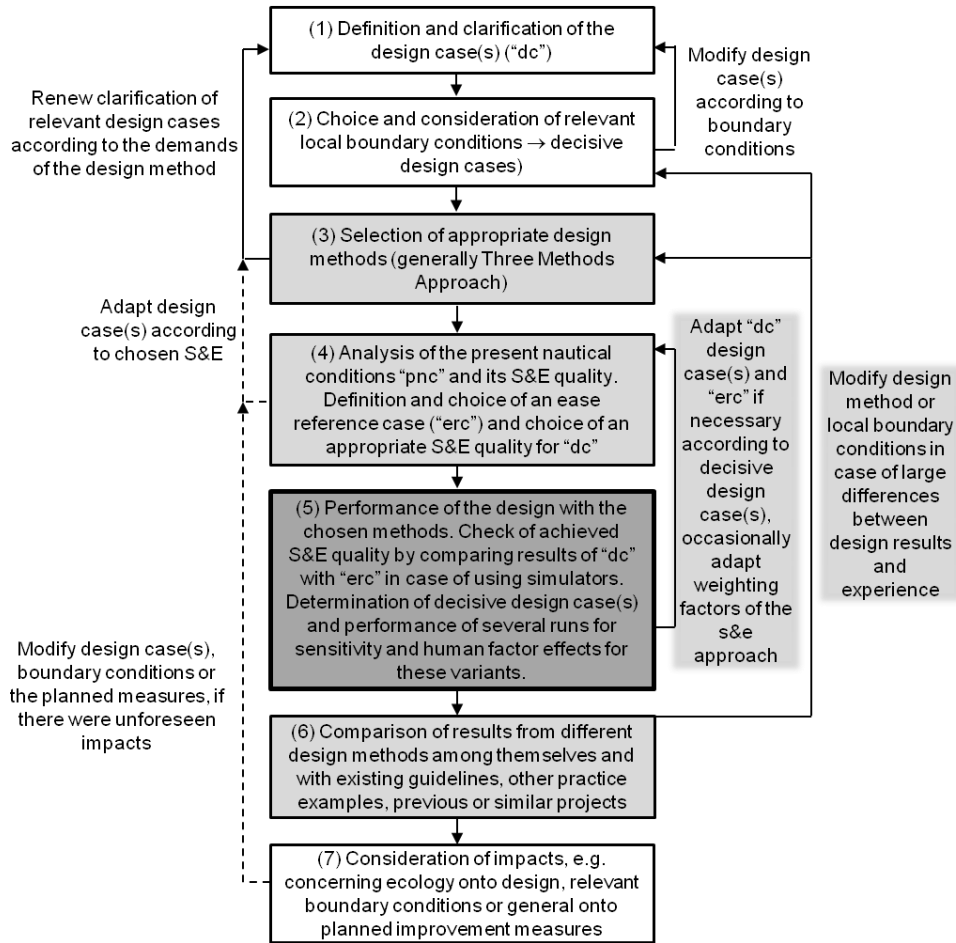 (1) Definition and clarification of the
design case(s) (“dc”)
Modify design
case(s)
according to
boundary
conditions
Renew clarification of
relevant design cases
according to the demands
of the design method
(2) Choice and consideration of relevant
local boundary conditions → decisive
design cases)
(3) Selection of appropriate design
methods (generally Three Methods
Approach)
Adapt design
case(s) according
to chosen S&E
(4) Analysis of the present nautical
conditions “pnc” and its S&E quality.
Definition and choice of an ease
reference case (“erc”) and choice of an
appropriate S&E quality for “dc”
Adapt “dc”
design
case(s) and
“erc” if
necessary
according to
decisive
design
case(s),
occasionally
adapt
weighting
factors of the
s&e
approach
Modify design
method or
local boundary
conditions in
case of large
differences
between
design results
and
experience
(5) Performance of the design with the
chosen methods. Check of achieved
S&E quality by comparing results of “dc”
with “erc” in case of using simulators.
Determination of decisive design case(s)
and performance of several runs for
sensitivity and human factor effects for
these variants.
Modify design case(s),
boundary conditions or
the planned measures, if
there were unforeseen
impacts
(6) Comparison of results from different
design methods among themselves and
with existing guidelines, other practice
examples, previous or similar projects
(7) Consideration of impacts, e.g.
concerning ecology onto design, relevant
boundary conditions or general onto
planned improvement measures